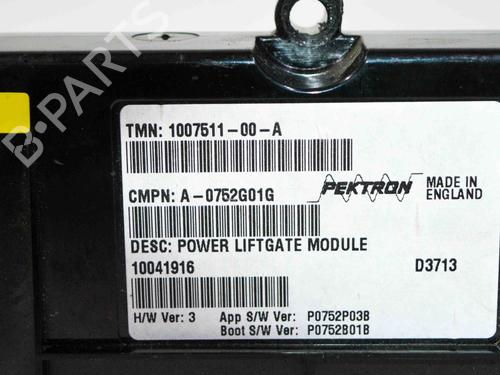 TMN: 1007511-00-A
CMPN: A-0752G01G
PEKTRON
MADE IN
ENGLAND
DESC: POWER LIFTGATE MODULE
10041916
D3713
H/W Ver: 3 App S/W Ver: P0752P03B
Boot S/W Ver: P0752B01B
B-PARTS